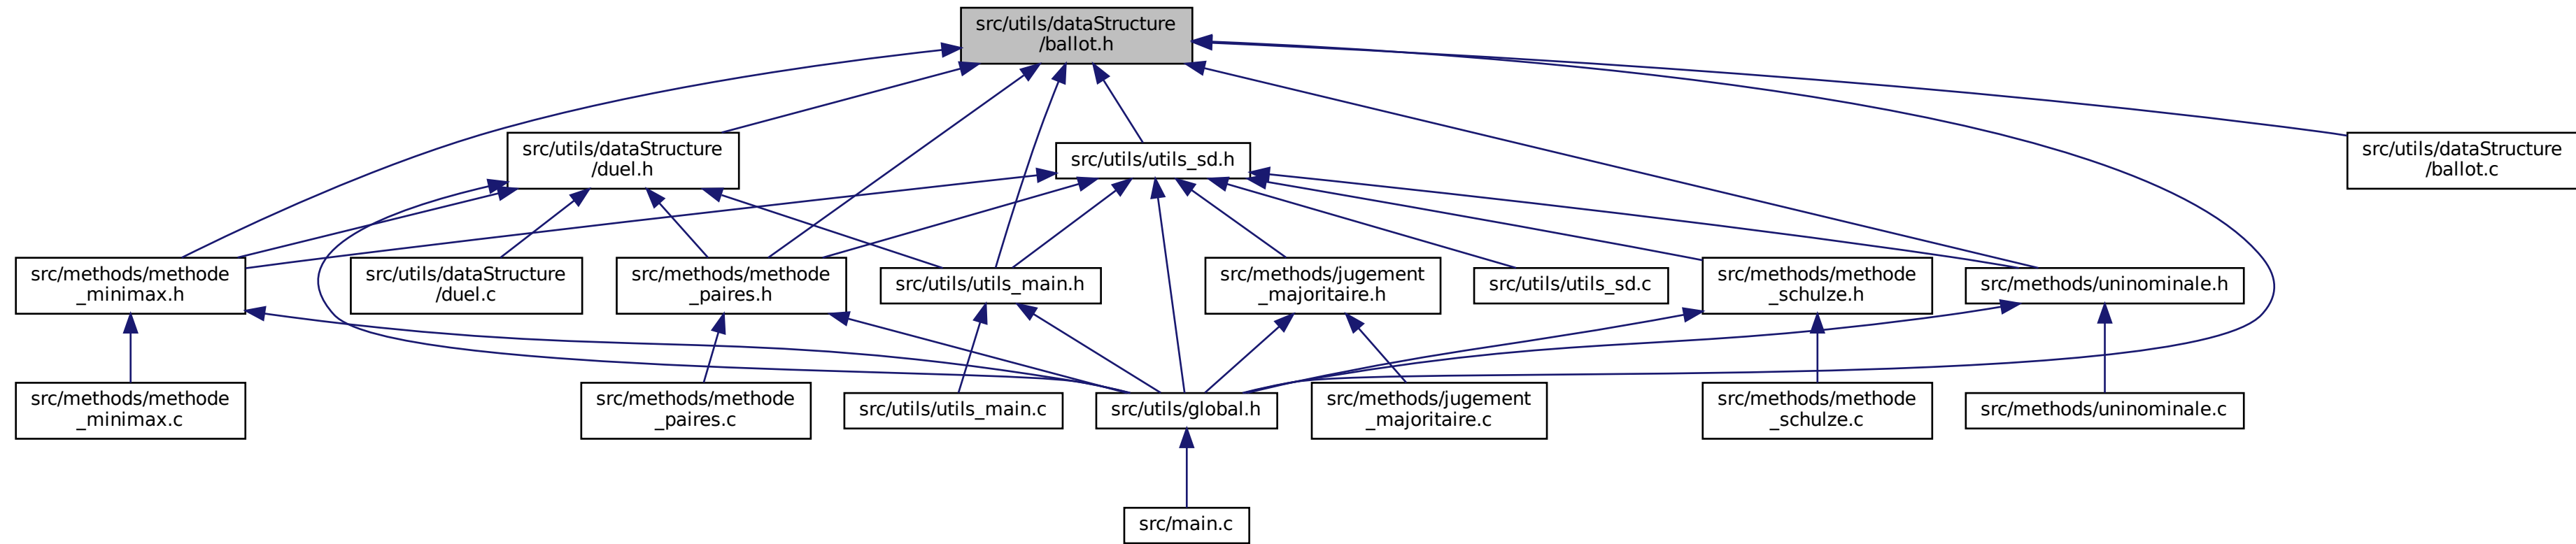 src/utils/dataStructure
/ballot.h
src/utils/dataStructure
/duel.h
src/utils/utils_sd.h
src/utils/dataStructure
/ballot.c
src/methods/methode
_minimax.h
src/utils/dataStructure
/duel.c
src/methods/methode
_paires.h
src/utils/utils_main.h
src/methods/jugement
_majoritaire.h
src/utils/utils_sd.c
src/methods/methode
_schulze.h
src/methods/uninominale.h
src/methods/methode
_minimax.c
src/methods/methode
_paires.c
src/utils/utils_main.c
src/utils/global.h
src/methods/jugement
_majoritaire.c
src/methods/methode
_schulze.c
src/methods/uninominale.c
src/main.c